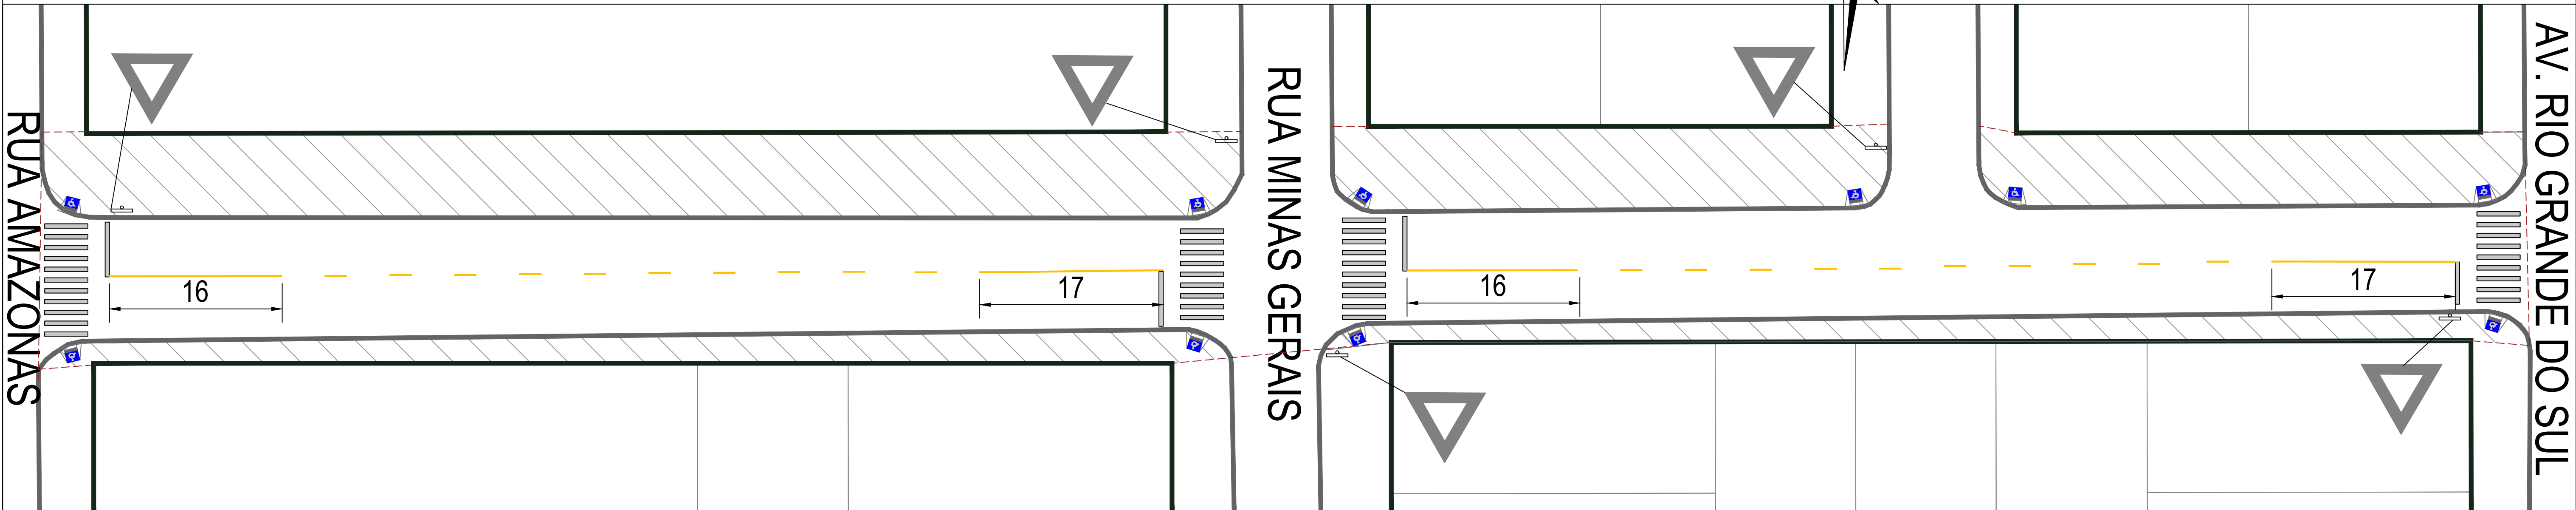 RUA AMAZONAS
16
17
RUA MINAS GERAIS
16
17
AV. RIO GRANDE DO SUL